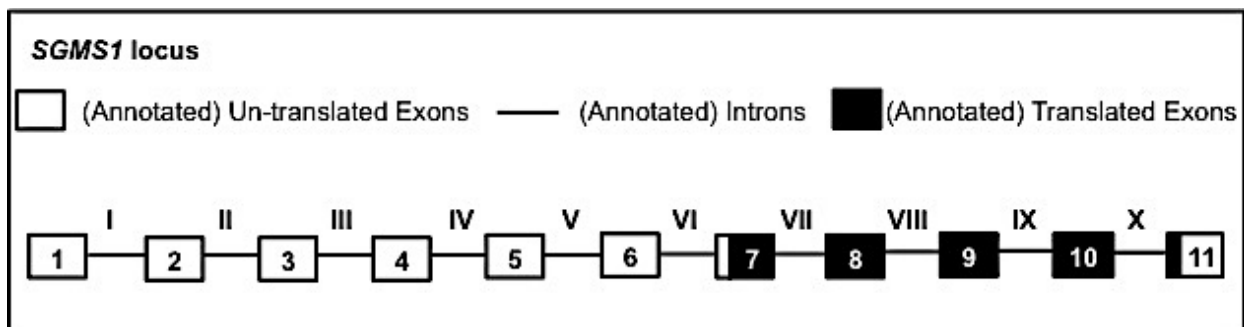 SGMS1 locus
(Annotated) Un-translated Exons (Annotated) Introns (Annotated) Translated Exons
I II III IV V VI VII VIII IX X
1 2 3 4 5 6 7 8 9 10 11